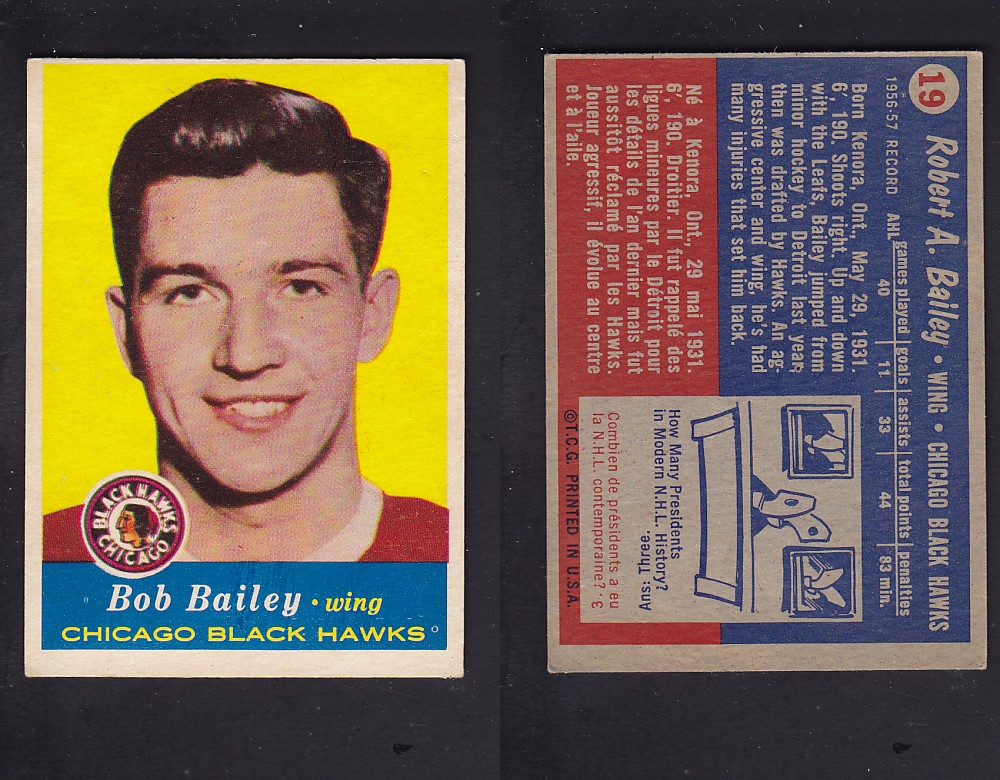 BLACK HAWKS
CHICAGO
Bob Bailey • wing
CHICAGO BLACK HAWKS
19 Robert A. Bailey • WING • CHICAGO BLACK HAWKS
games played | goals | assists | total points | penalties
1956-57 RECORD AHL 40 11 33 44 83 min.
Born Kenora, Ont., May 29, 1931.
6', 190. Shoots right. Up and down
with the Leafs, Bailey jumped from
minor hockey to Detroit last year,
then was drafted by Hawks. An ag-
gressive center and wing, he's had
many injuries that set him back.
Né à Kenora, Ont., 29 mai 1931.
6', 190. Droitier. Il fut rappelé des
ligues mineures par le Détroit pour
les détails de l'an dernier mais fut
aussitôt réclamé par les Hawks.
Joueur agressif, il évolue au centre
et à l'aile.
How Many Presidents
in Modern N.H.L. History?
Ans: Three.
Combien de présidents a eu
la N.H.L. contemporaine? · 3
©T.C.G. PRINTED IN U.S.A.